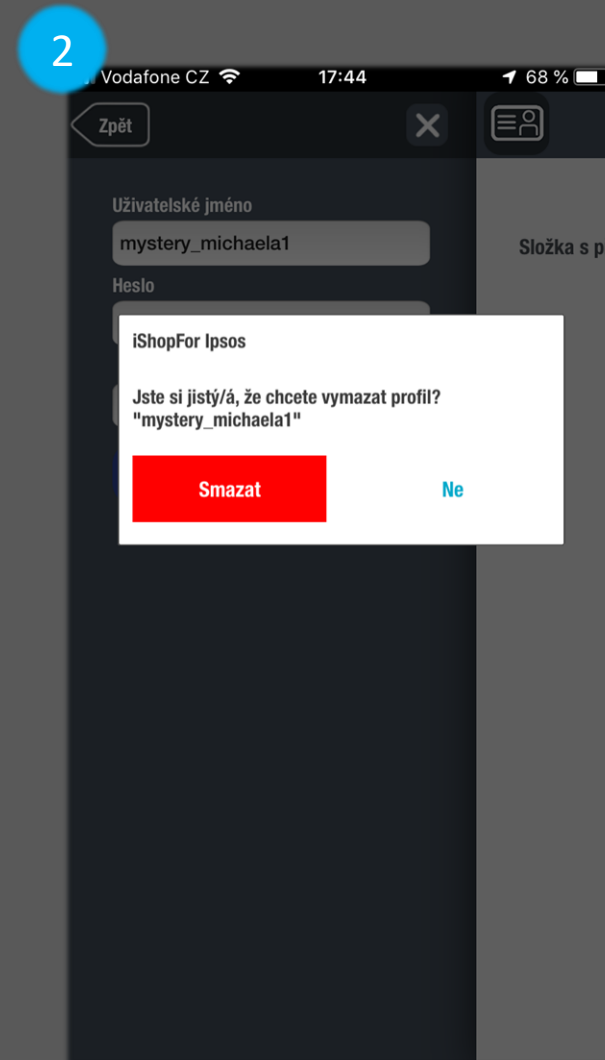 2
Vodafone CZ 17:44 68 %
Zpět
Uživatelské jméno
mystery_michaela1
Složka s p
Heslo
iShopFor Ipsos
Jste si jistý/á, že chcete vymazat profil?
"mystery_michaela1"
Smazat Ne